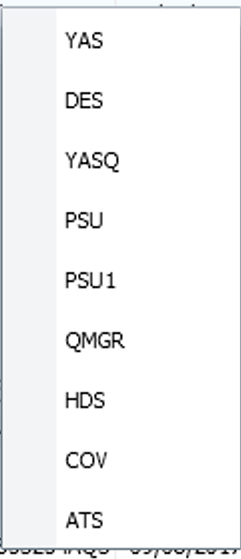 YAS
DES
YASQ
PSU
PSU1
QMGR
HDS
COV
ATS